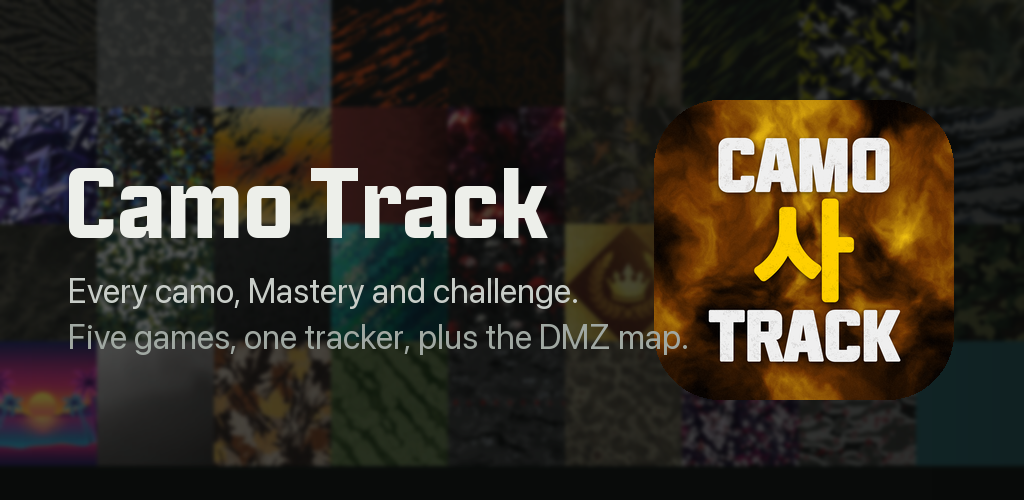 Camo Track
Every camo, Mastery and challenge.
Five games, one tracker, plus the DMZ map.
CAMO
사
TRACK